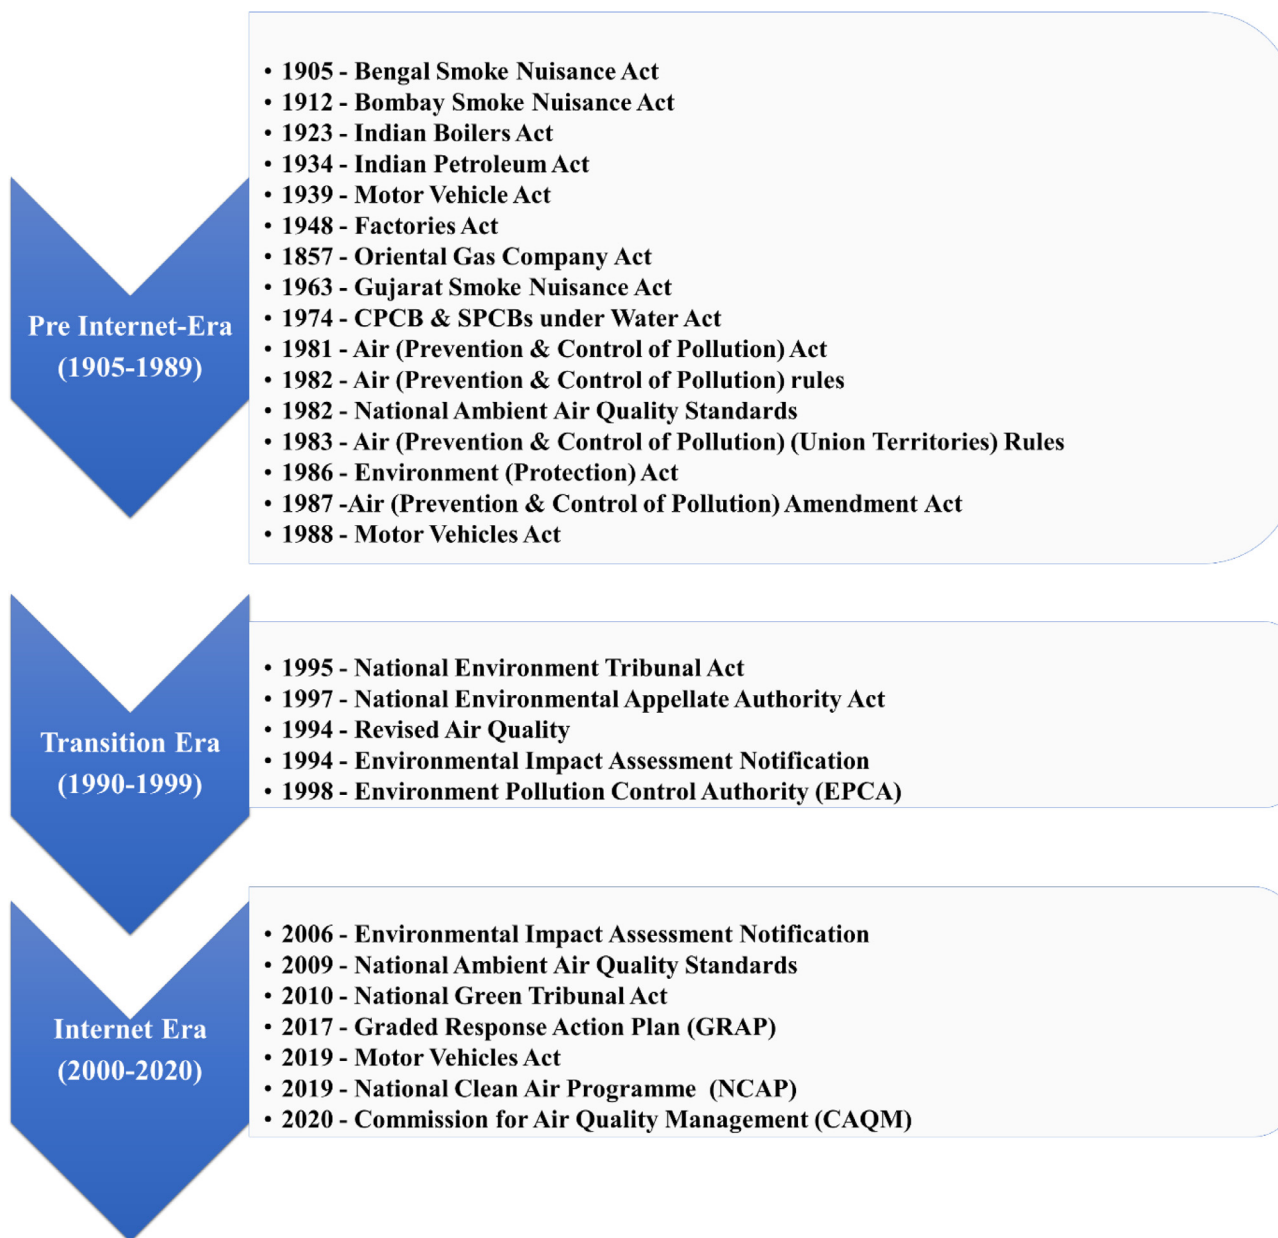 Pre Internet-Era
(1905-1989)
• 1905 - Bengal Smoke Nuisance Act
• 1912 - Bombay Smoke Nuisance Act
• 1923 - Indian Boilers Act
• 1934 - Indian Petroleum Act
• 1939 - Motor Vehicle Act
• 1948 - Factories Act
• 1857 - Oriental Gas Company Act
• 1963 - Gujarat Smoke Nuisance Act
• 1974 - CPCB & SPCBs under Water Act
• 1981 - Air (Prevention & Control of Pollution) Act
• 1982 - Air (Prevention & Control of Pollution) rules
• 1982 - National Ambient Air Quality Standards
• 1983 - Air (Prevention & Control of Pollution) (Union Territories) Rules
• 1986 - Environment (Protection) Act
• 1987 -Air (Prevention & Control of Pollution) Amendment Act
• 1988 - Motor Vehicles Act
Transition Era
(1990-1999)
• 1995 - National Environment Tribunal Act
• 1997 - National Environmental Appellate Authority Act
• 1994 - Revised Air Quality
• 1994 - Environmental Impact Assessment Notification
• 1998 - Environment Pollution Control Authority (EPCA)
Internet Era
(2000-2020)
• 2006 - Environmental Impact Assessment Notification
• 2009 - National Ambient Air Quality Standards
• 2010 - National Green Tribunal Act
• 2017 - Graded Response Action Plan (GRAP)
• 2019 - Motor Vehicles Act
• 2019 - National Clean Air Programme (NCAP)
• 2020 - Commission for Air Quality Management (CAQM)